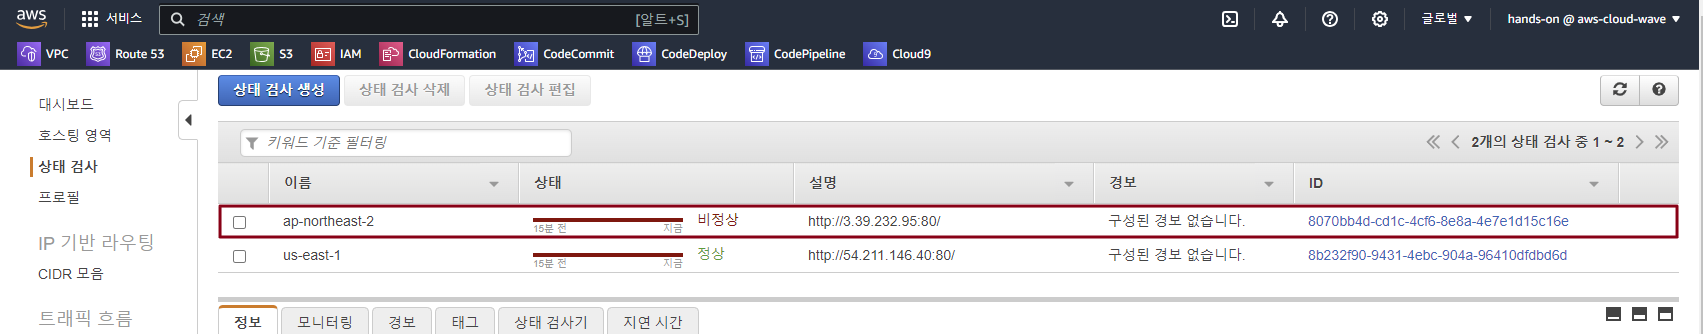 aws 서비스 검색 [알트+S] 글로벌 ▼ hands-on @ aws-cloud-wave ▼
VPC Route 53 EC2 S3 IAM CloudFormation CodeCommit CodeDeploy CodePipeline Cloud9
대시보드
호스팅 영역
상태 검사
프로필
IP 기반 라우팅
CIDR 모음
트래픽 흐름
상태 검사 생성 상태 검사 삭제 상태 검사 편집
키워드 기준 필터링 2개의 상태 검사 중 1 ~ 2
이름 상태 설명 경보 ID
ap-northeast-2 15분 전 지금 비정상 http://3.39.232.95:80/ 구성된 경보 없습니다. 8070bb4d-cd1c-4cf6-8e8a-4e7e1d15c16e
us-east-1 15분 전 지금 정상 http://54.211.146.40:80/ 구성된 경보 없습니다. 8b232f90-9431-4ebc-904a-96410dfdbd6d
정보 모니터링 경보 태그 상태 검사기 지연 시간